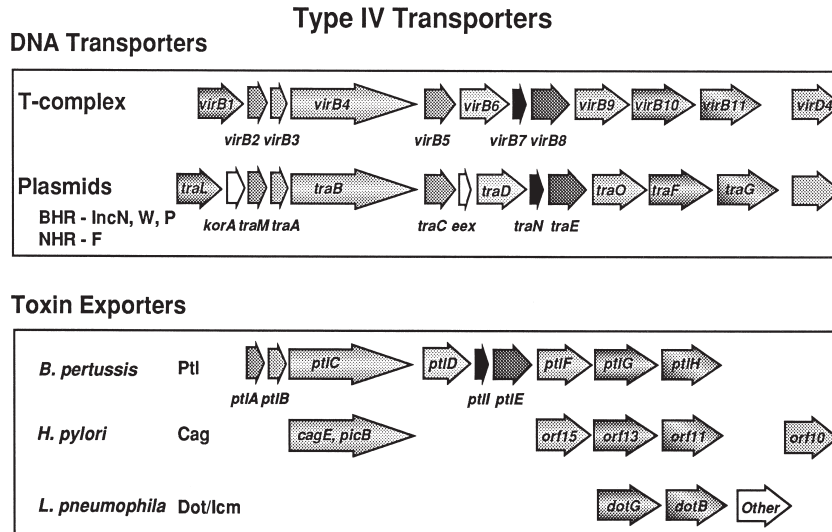 Type IV Transporters
DNA Transporters
T-complex virB1 virB4 virB6 virB9 virB10 virB11 virD4
virB2 virB3 virB5 virB7 virB8
Plasmids traL traB traD traO traF traG
BHR - IncN, W, P korA traM traA traC eex traN traE
NHR - F
Toxin Exporters
B. pertussis Ptl ptlC ptlD ptlF ptlG ptlH
ptlA ptlB ptlI ptlE
H. pylori Cag cagE, picB orf15 orf13 orf11 orf10
L. pneumophila Dot/Icm dotG dotB Other